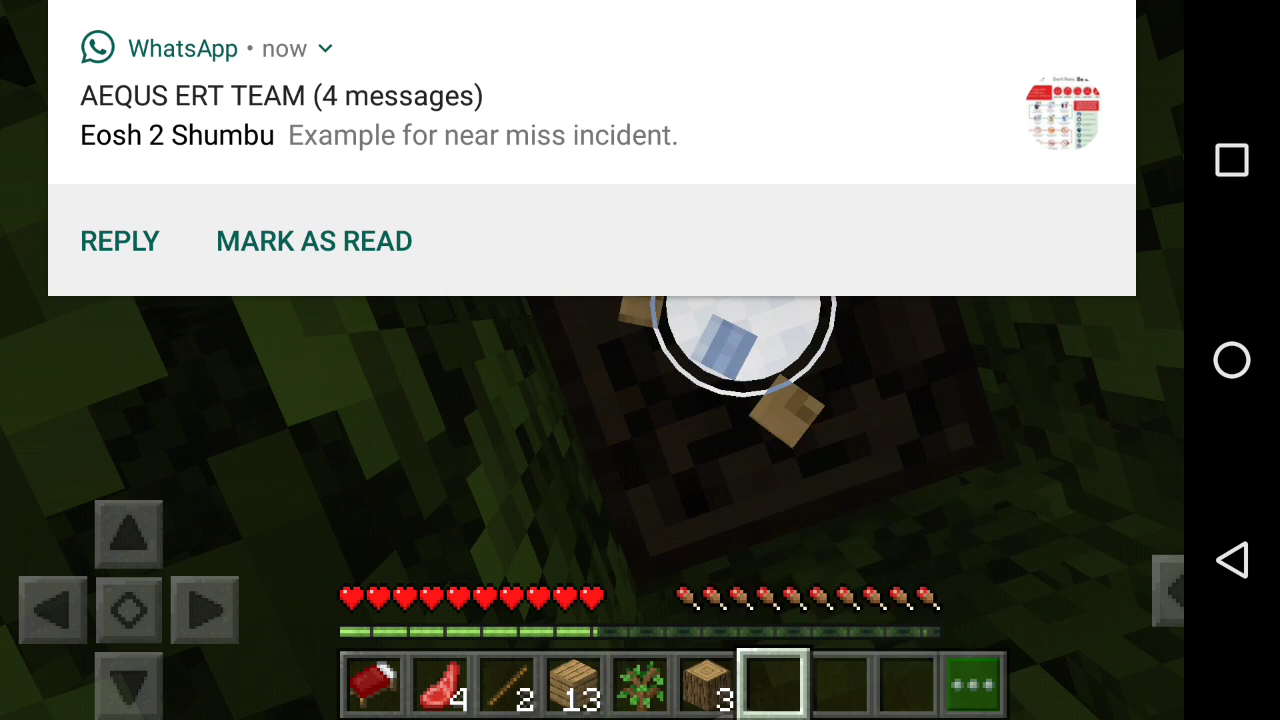 WhatsApp • now
AEQUS ERT TEAM (4 messages)
Eosh 2 Shumbu Example for near miss incident.
REPLY MARK AS READ
4 2 13 3